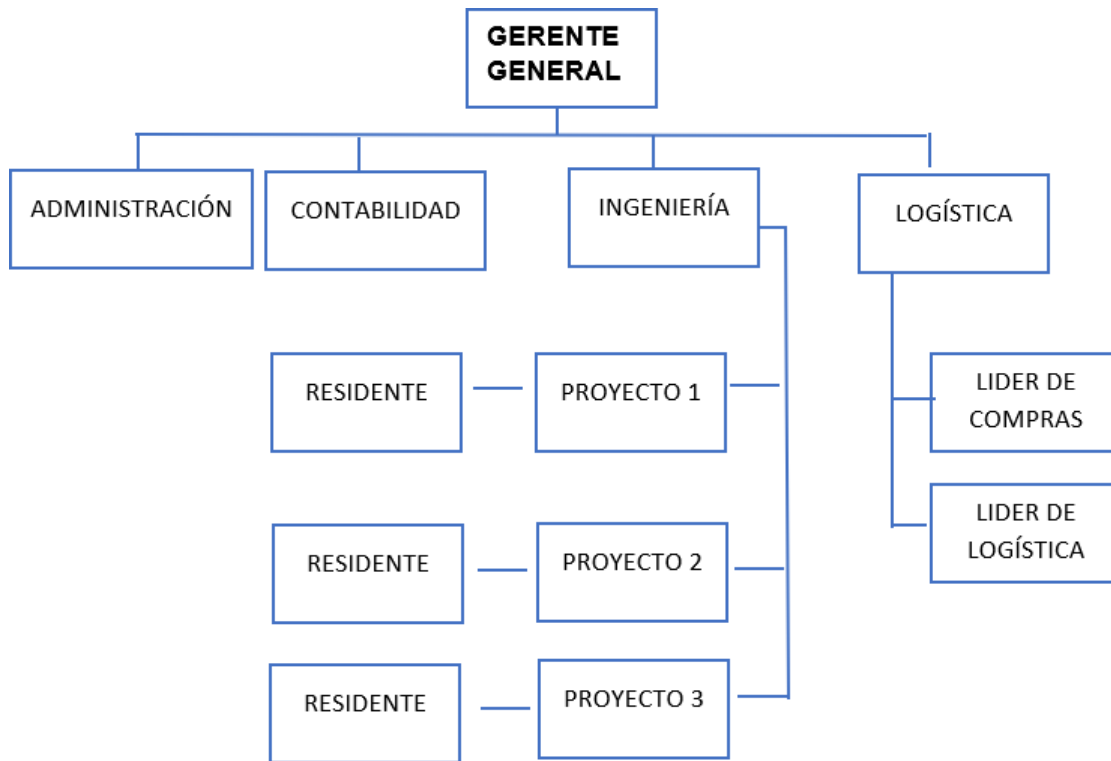 GERENTE
GENERAL
ADMINISTRACIÓN
CONTABILIDAD
INGENIERÍA
LOGÍSTICA
RESIDENTE
PROYECTO 1
LIDER DE
COMPRAS
RESIDENTE
PROYECTO 2
LIDER DE
LOGÍSTICA
RESIDENTE
PROYECTO 3